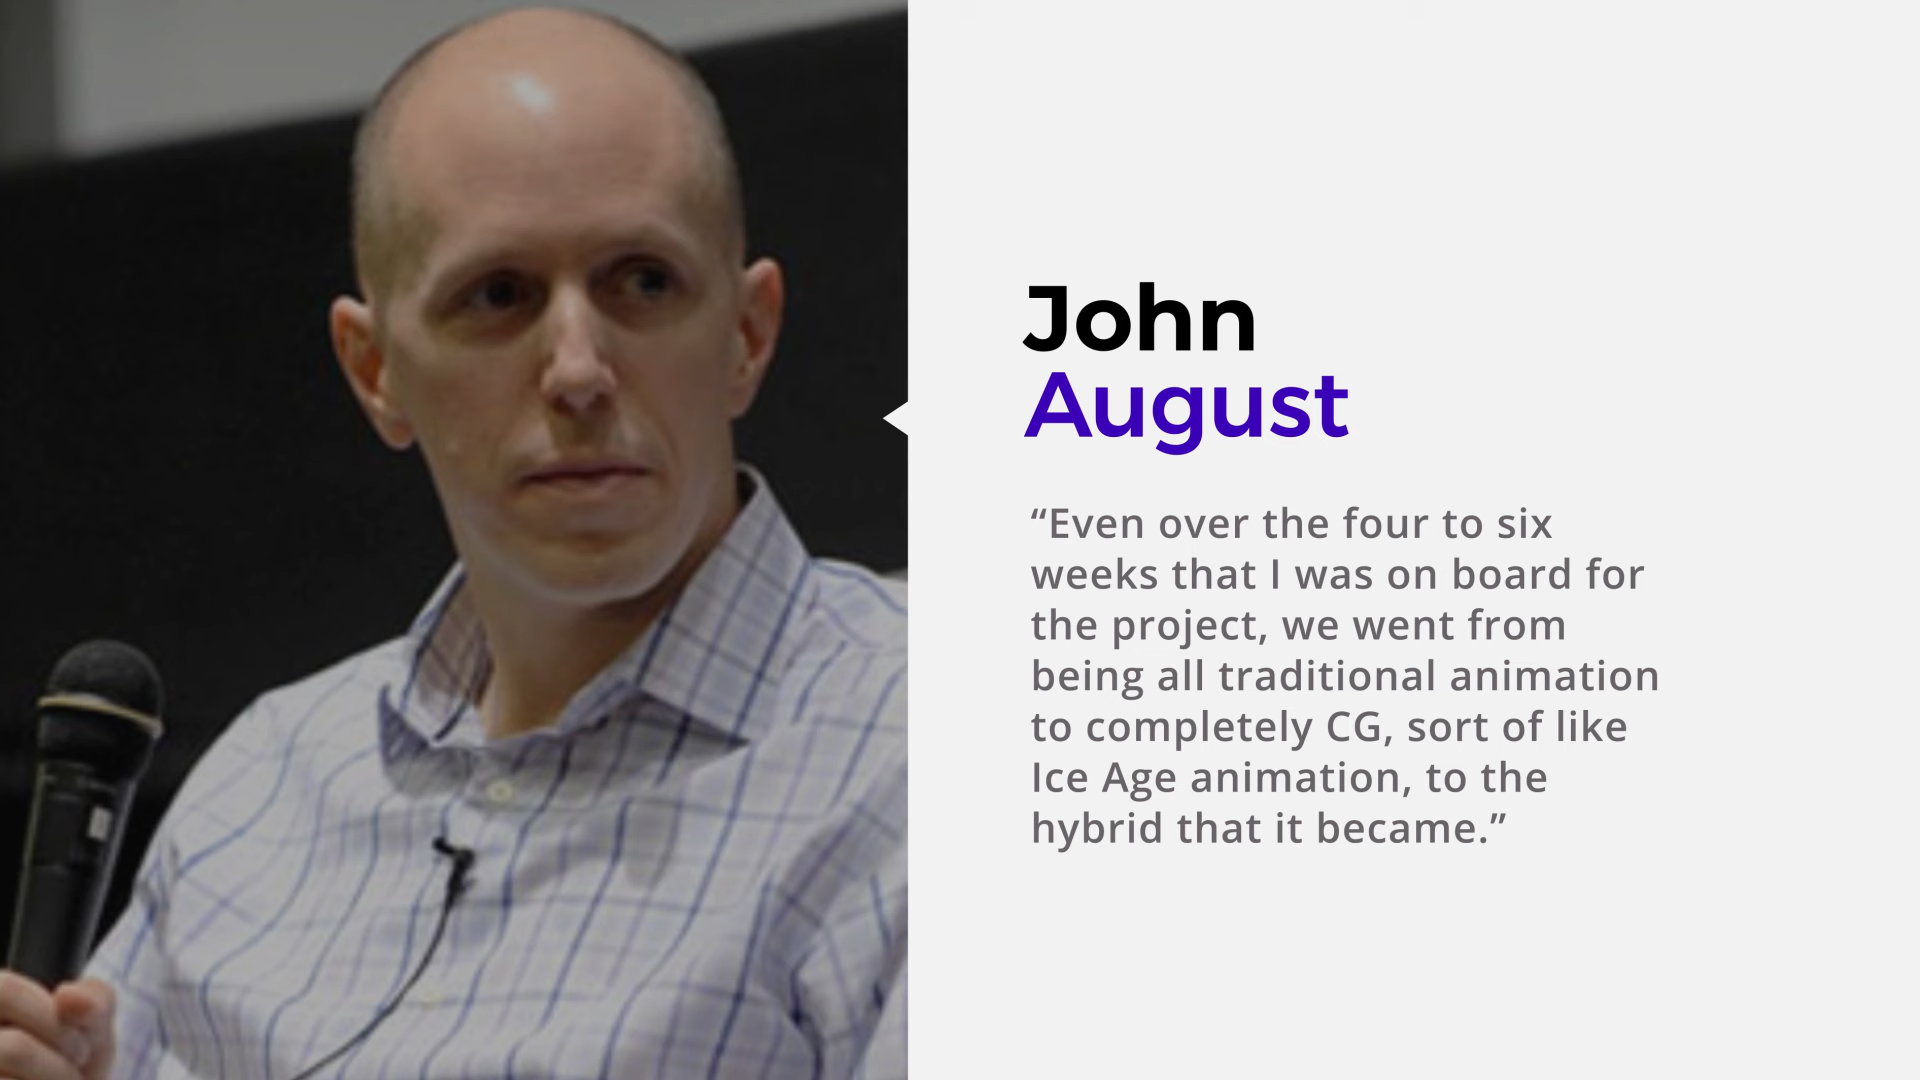 John
August
“Even over the four to six
weeks that I was on board for
the project, we went from
being all traditional animation
to completely CG, sort of like
Ice Age animation, to the
hybrid that it became.”